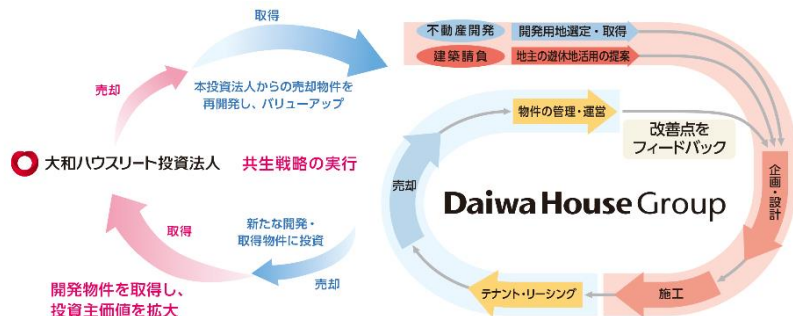 取得
不動産開発
開発用地選定・取得
建築請負
地主の遊休地活用の提案
売却
本投資法人からの売却物件を
再開発し、バリューアップ
物件の管理・運営
改善点を
フィードバック
大和ハウスリート投資法人
共生戦略の実行
売却
企画・設計
Daiwa House Group
新たな開発・
取得物件に投資
取得
売却
開発物件を取得し、
投資主価値を拡大
テナント・リーシング
施工